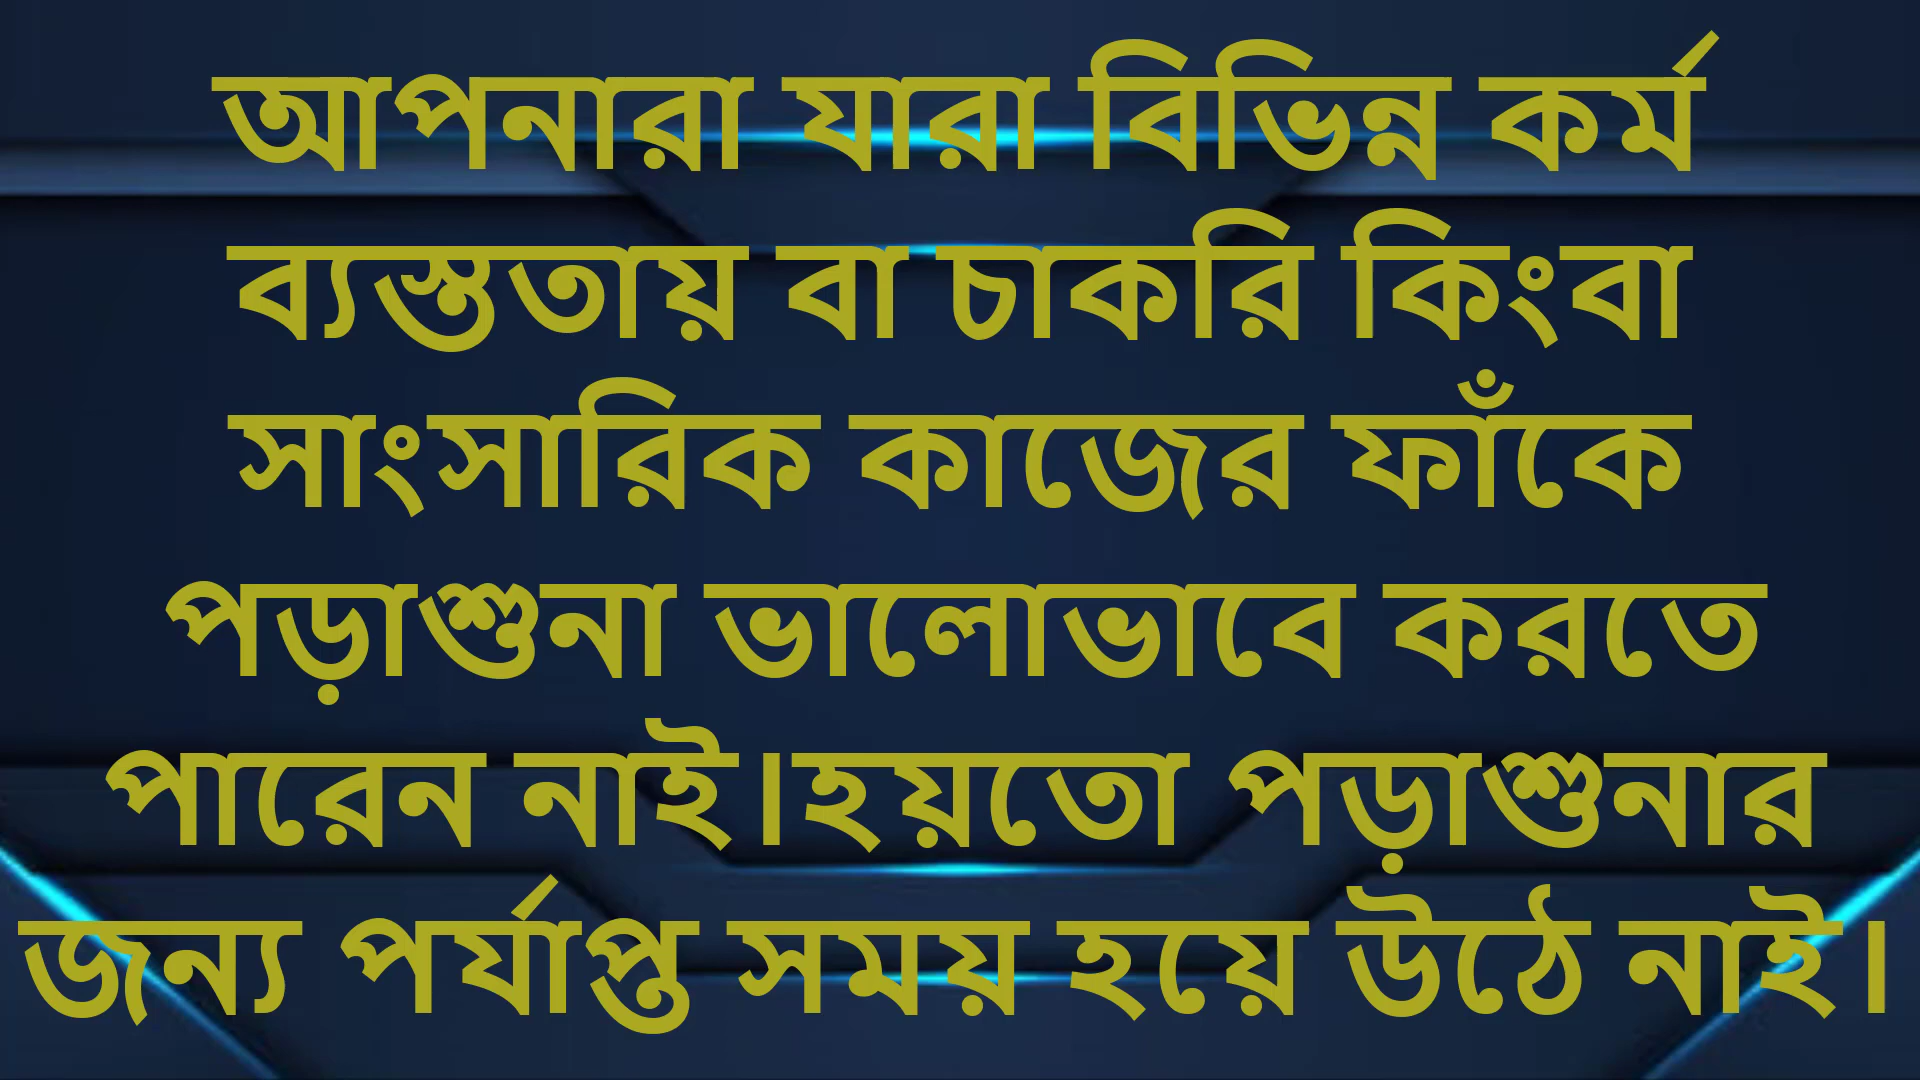 আপনারা যারা বিভিন্ন কর্ম
ব্যস্ততায় বা চাকরি কিংবা
সাংসারিক কাজের ফাঁকে
পড়াশুনা ভালোভাবে করতে
পারেন নাই।হয়তো পড়াশুনার
জন্য পর্যাপ্ত সময় হয়ে উঠে নাই।